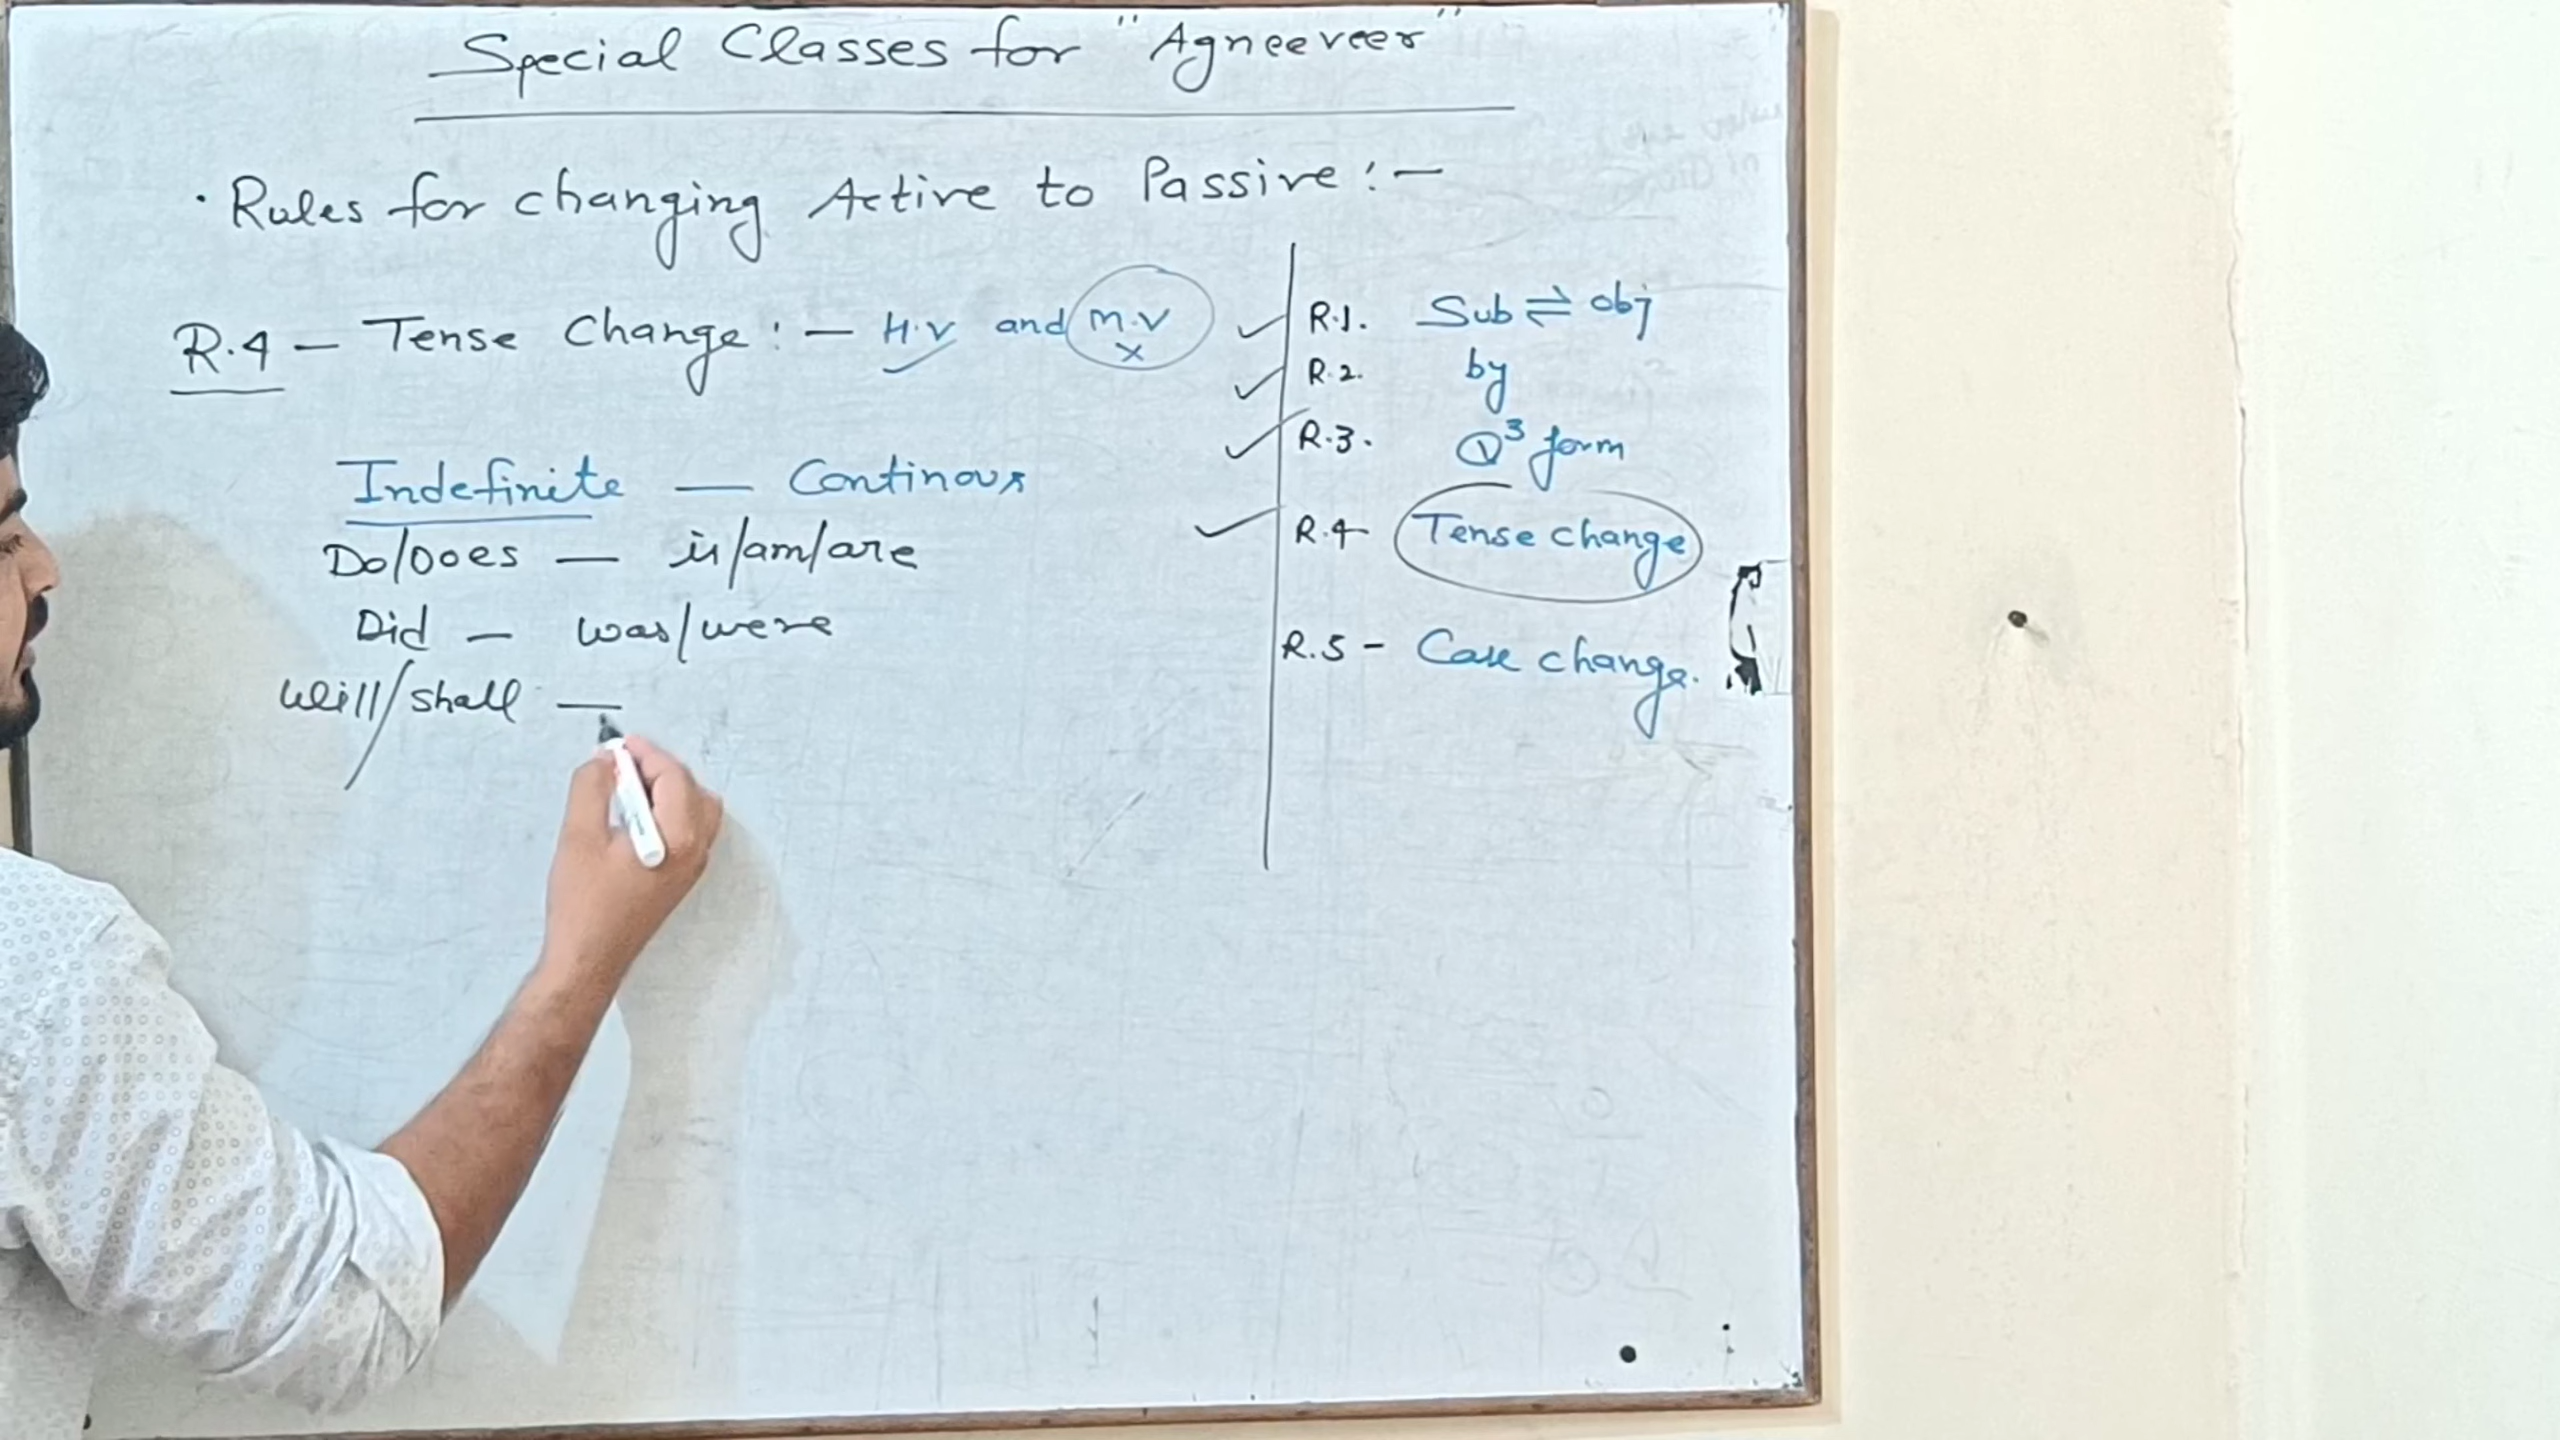 Special Classes for "Agneeveer"
• Rules for changing Active to Passive :-
R.4 - Tense Change :- H.V and M.V
x
Indefinite — Continous
Do/Does — is/am/are
Did — was/were
Will/shall —
R.1. Sub ⇌ obj
R.2. by
R.3. V³ form
R.4 Tense change
R.5 - Case change.